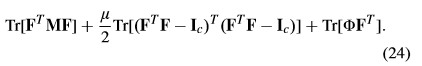 Tr[F^T MF] + μ/2 Tr[(F^T F − I_c)^T (F^T F − I_c)] + Tr[ΦF^T].
(24)